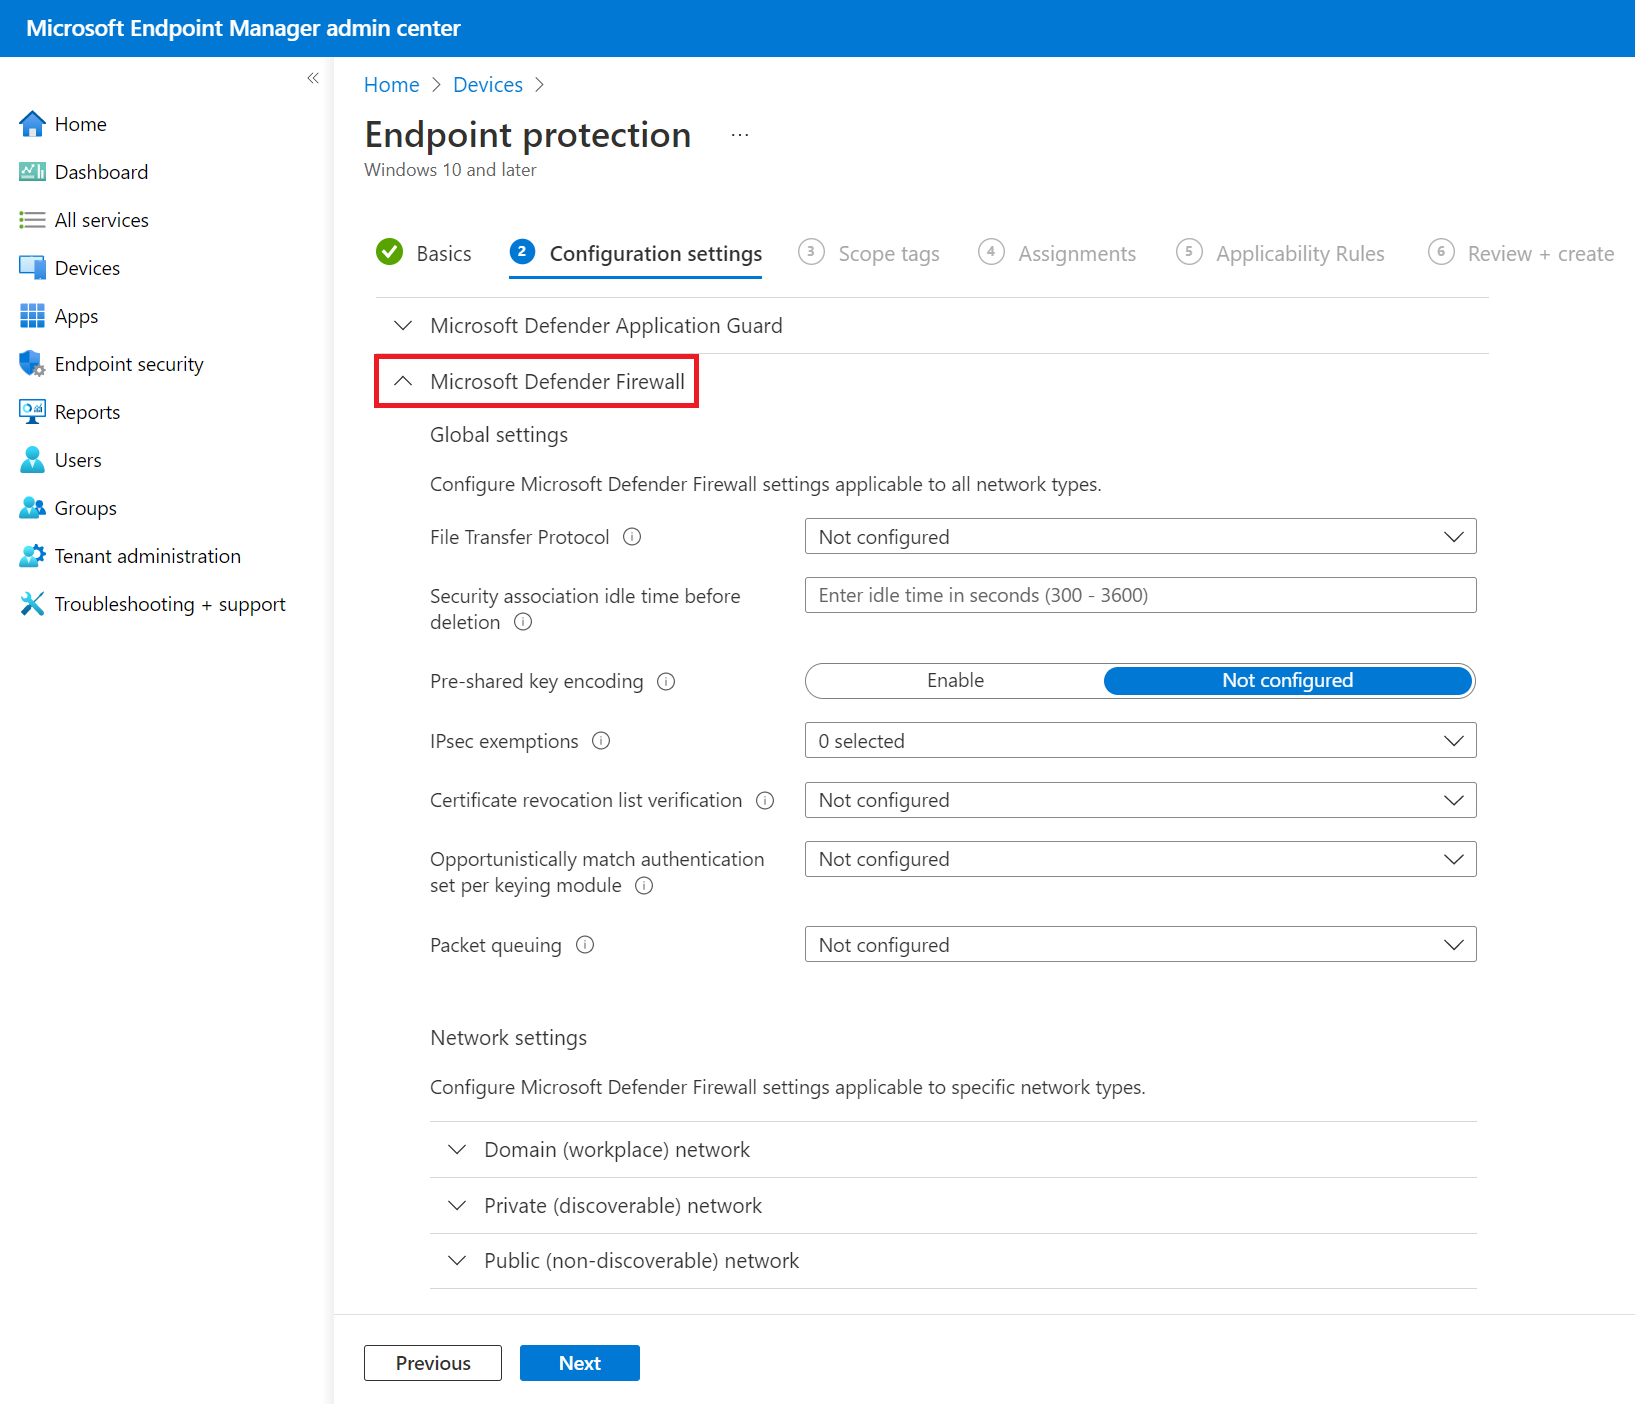 Microsoft Endpoint Manager admin center
Home
Dashboard
All services
Devices
Apps
Endpoint security
Reports
Users
Groups
Tenant administration
Troubleshooting + support
Home > Devices >
Endpoint protection ...
Windows 10 and later
Basics 2 Configuration settings 3 Scope tags 4 Assignments 5 Applicability Rules 6 Review + create
Microsoft Defender Application Guard
Microsoft Defender Firewall
Global settings
Configure Microsoft Defender Firewall settings applicable to all network types.
File Transfer Protocol Not configured
Security association idle time before
deletion
Enter idle time in seconds (300 - 3600)
Pre-shared key encoding Enable Not configured
IPsec exemptions 0 selected
Certificate revocation list verification Not configured
Opportunistically match authentication
set per keying module
Not configured
Packet queuing Not configured
Network settings
Configure Microsoft Defender Firewall settings applicable to specific network types.
Domain (workplace) network
Private (discoverable) network
Public (non-discoverable) network
Previous Next